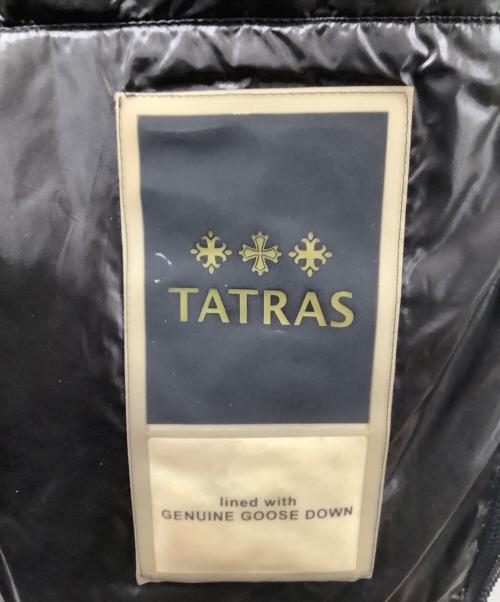 TATRAS
lined with
GENUINE GOOSE DOWN